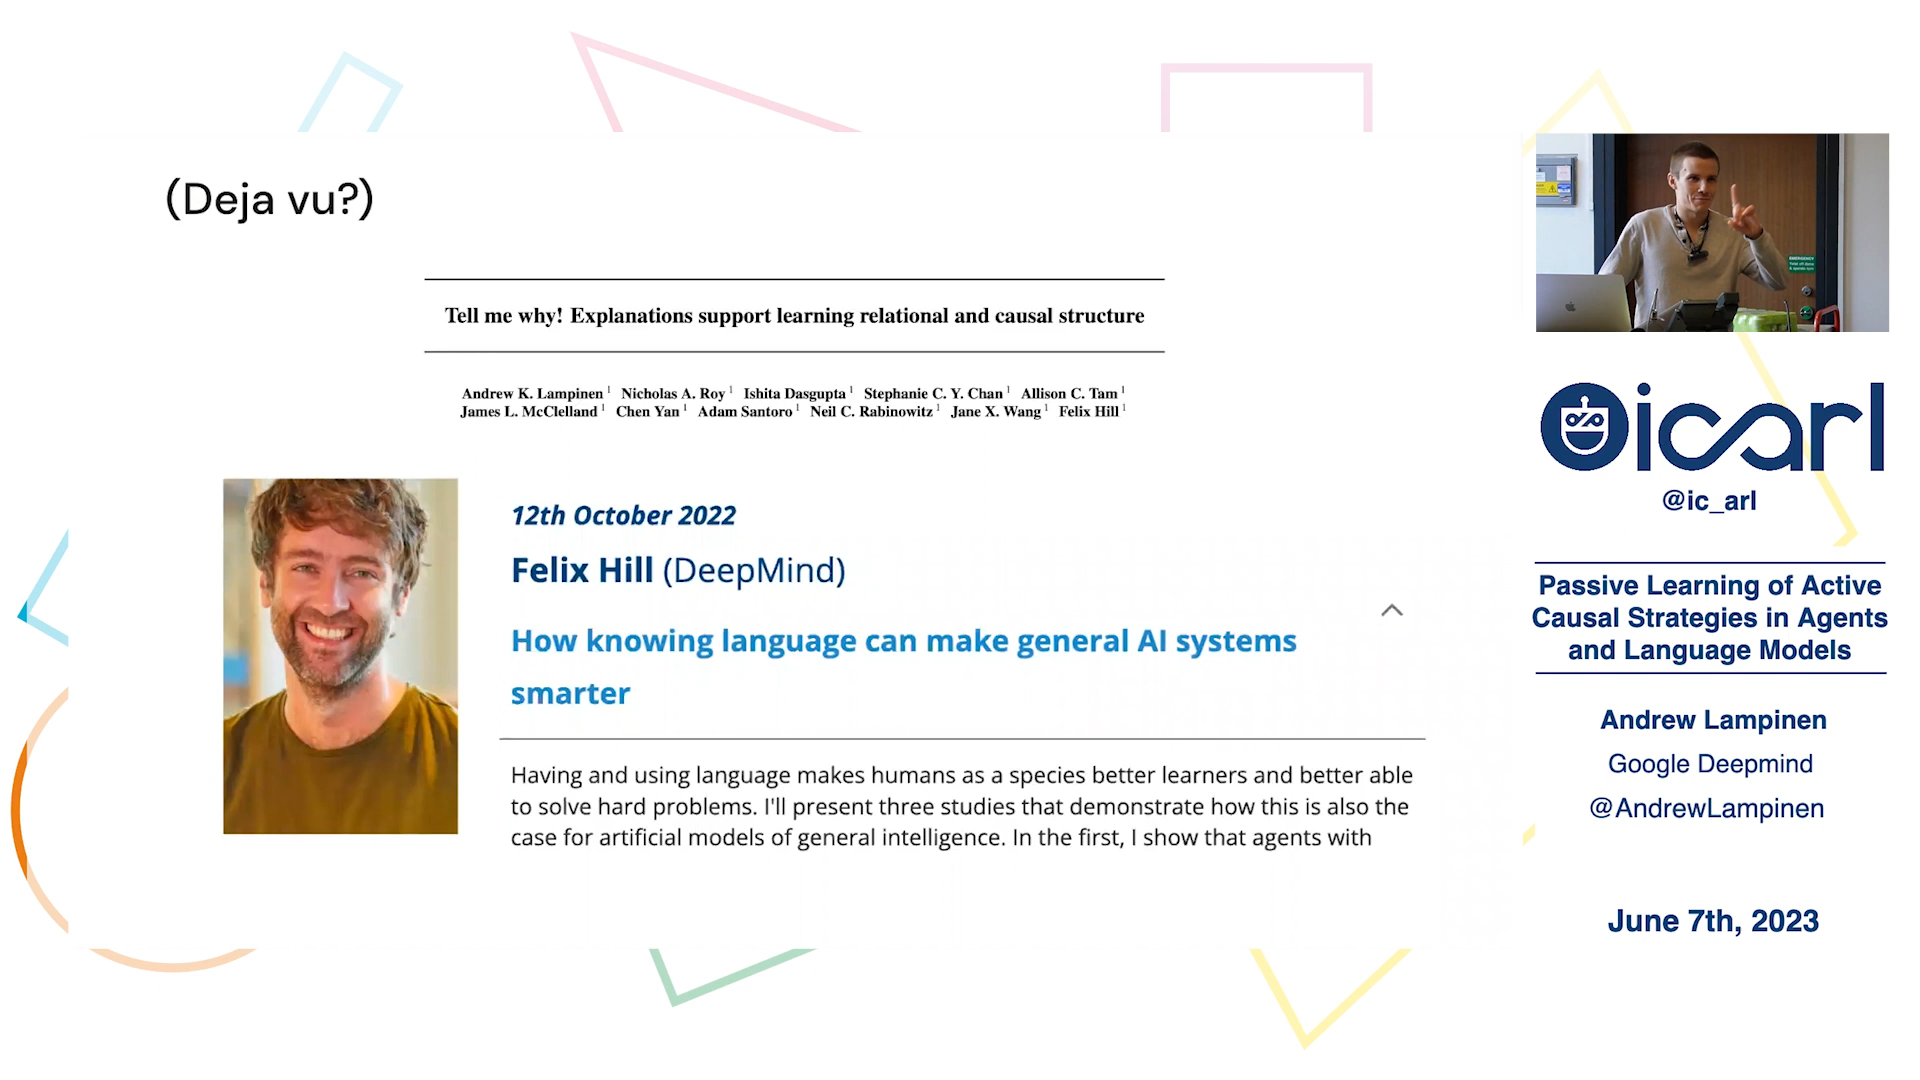 (Deja vu?)
Tell me why! Explanations support learning relational and causal structure
Andrew K. Lampinen 1 Nicholas A. Roy 1 Ishita Dasgupta 1 Stephanie C. Y. Chan 1 Allison C. Tam 1
James L. McClelland 1 Chen Yan 1 Adam Santoro 1 Neil C. Rabinowitz 1 Jane X. Wang 1 Felix Hill 1
12th October 2022
Felix Hill (DeepMind)
How knowing language can make general AI systems
smarter
Having and using language makes humans as a species better learners and better able
to solve hard problems. I'll present three studies that demonstrate how this is also the
case for artificial models of general intelligence. In the first, I show that agents with
EMERGENCY
icarl
@ic_arl
Passive Learning of Active
Causal Strategies in Agents
and Language Models
Andrew Lampinen
Google Deepmind
@AndrewLampinen
June 7th, 2023